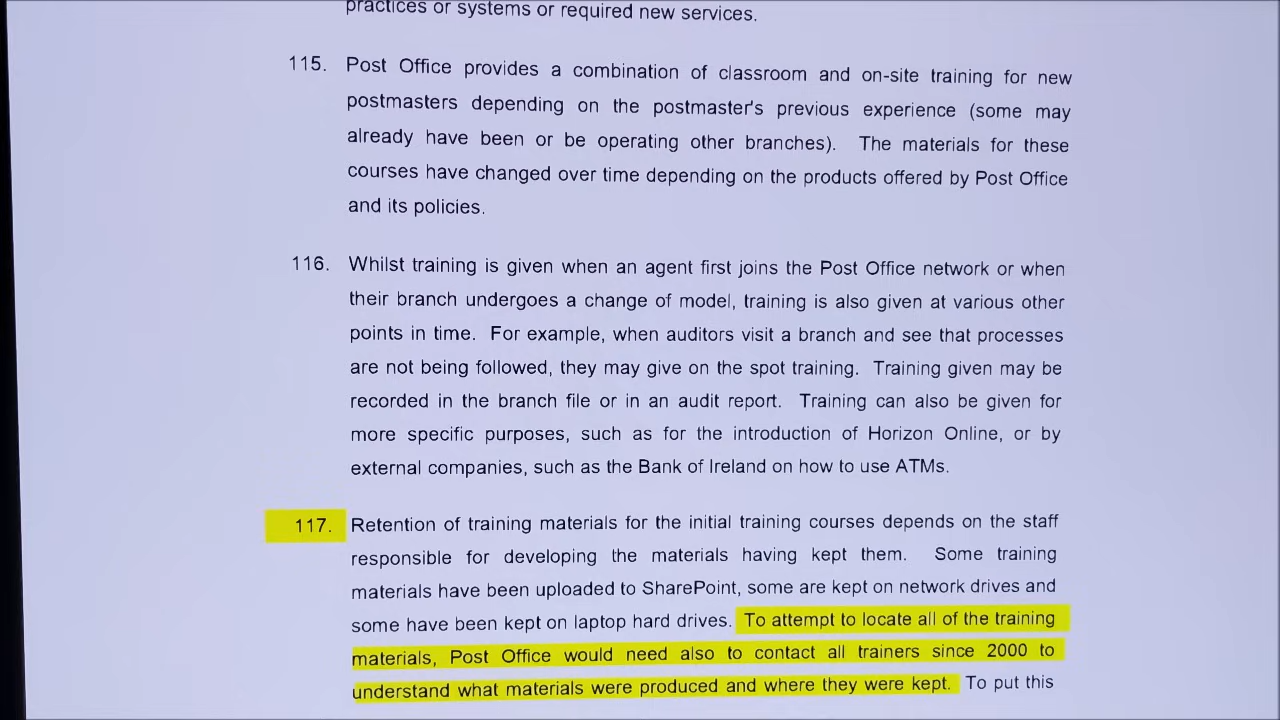 practices or systems or required new services.
115. Post Office provides a combination of classroom and on-site training for new
postmasters depending on the postmaster's previous experience (some may
already have been or be operating other branches). The materials for these
courses have changed over time depending on the products offered by Post Office
and its policies.
116. Whilst training is given when an agent first joins the Post Office network or when
their branch undergoes a change of model, training is also given at various other
points in time. For example, when auditors visit a branch and see that processes
are not being followed, they may give on the spot training. Training given may be
recorded in the branch file or in an audit report. Training can also be given for
more specific purposes, such as for the introduction of Horizon Online, or by
external companies, such as the Bank of Ireland on how to use ATMs.
117. Retention of training materials for the initial training courses depends on the staff
responsible for developing the materials having kept them. Some training
materials have been uploaded to SharePoint, some are kept on network drives and
some have been kept on laptop hard drives. To attempt to locate all of the training
materials, Post Office would need also to contact all trainers since 2000 to
understand what materials were produced and where they were kept. To put this